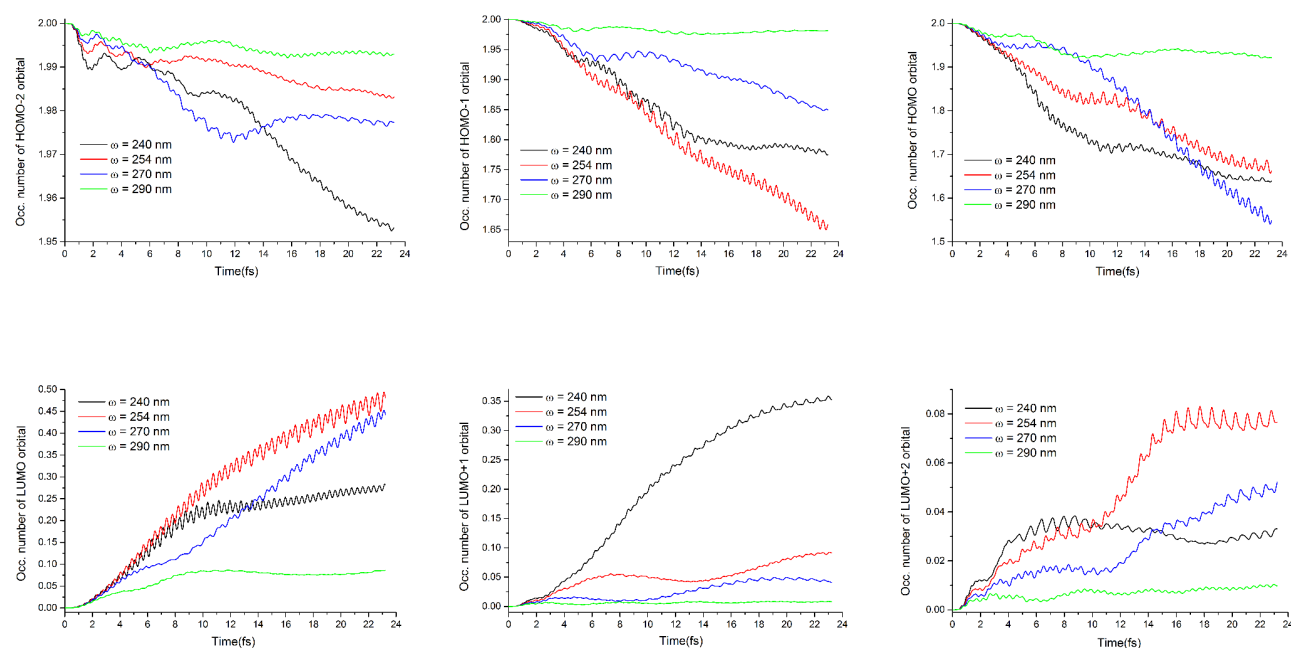 Occ. number of HOMO-2 orbital
2.00
1.99
1.98
1.97
1.96
1.95
ω = 240 nm
ω = 254 nm
ω = 270 nm
ω = 290 nm
0 2 4 6 8 10 12 14 16 18 20 22 24
Time(fs)
Occ. number of HOMO-1 orbital
2.00
1.95
1.90
1.85
1.80
1.75
1.70
1.65
ω = 240 nm
ω = 254 nm
ω = 270 nm
ω = 290 nm
0 2 4 6 8 10 12 14 16 18 20 22 24
Time(fs)
Occ. number of HOMO orbital
2.0
1.9
1.8
1.7
1.6
1.5
ω = 240 nm
ω = 254 nm
ω = 270 nm
ω = 290 nm
0 2 4 6 8 10 12 14 16 18 20 22 24
Time(fs)
Occ. number of LUMO orbital
0.50
0.45
0.40
0.35
0.30
0.25
0.20
0.15
0.10
0.05
0.00
ω = 240 nm
ω = 254 nm
ω = 270 nm
ω = 290 nm
0 2 4 6 8 10 12 14 16 18 20 22 24
Time(fs)
Occ. number of LUMO+1 orbital
0.35
0.30
0.25
0.20
0.15
0.10
0.05
0.00
ω = 240 nm
ω = 254 nm
ω = 270 nm
ω = 290 nm
0 2 4 6 8 10 12 14 16 18 20 22 24
Time(fs)
Occ. number of LUMO+2 orbital
0.08
0.06
0.04
0.02
0.00
ω = 240 nm
ω = 254 nm
ω = 270 nm
ω = 290 nm
0 2 4 6 8 10 12 14 16 18 20 22 24
Time(fs)